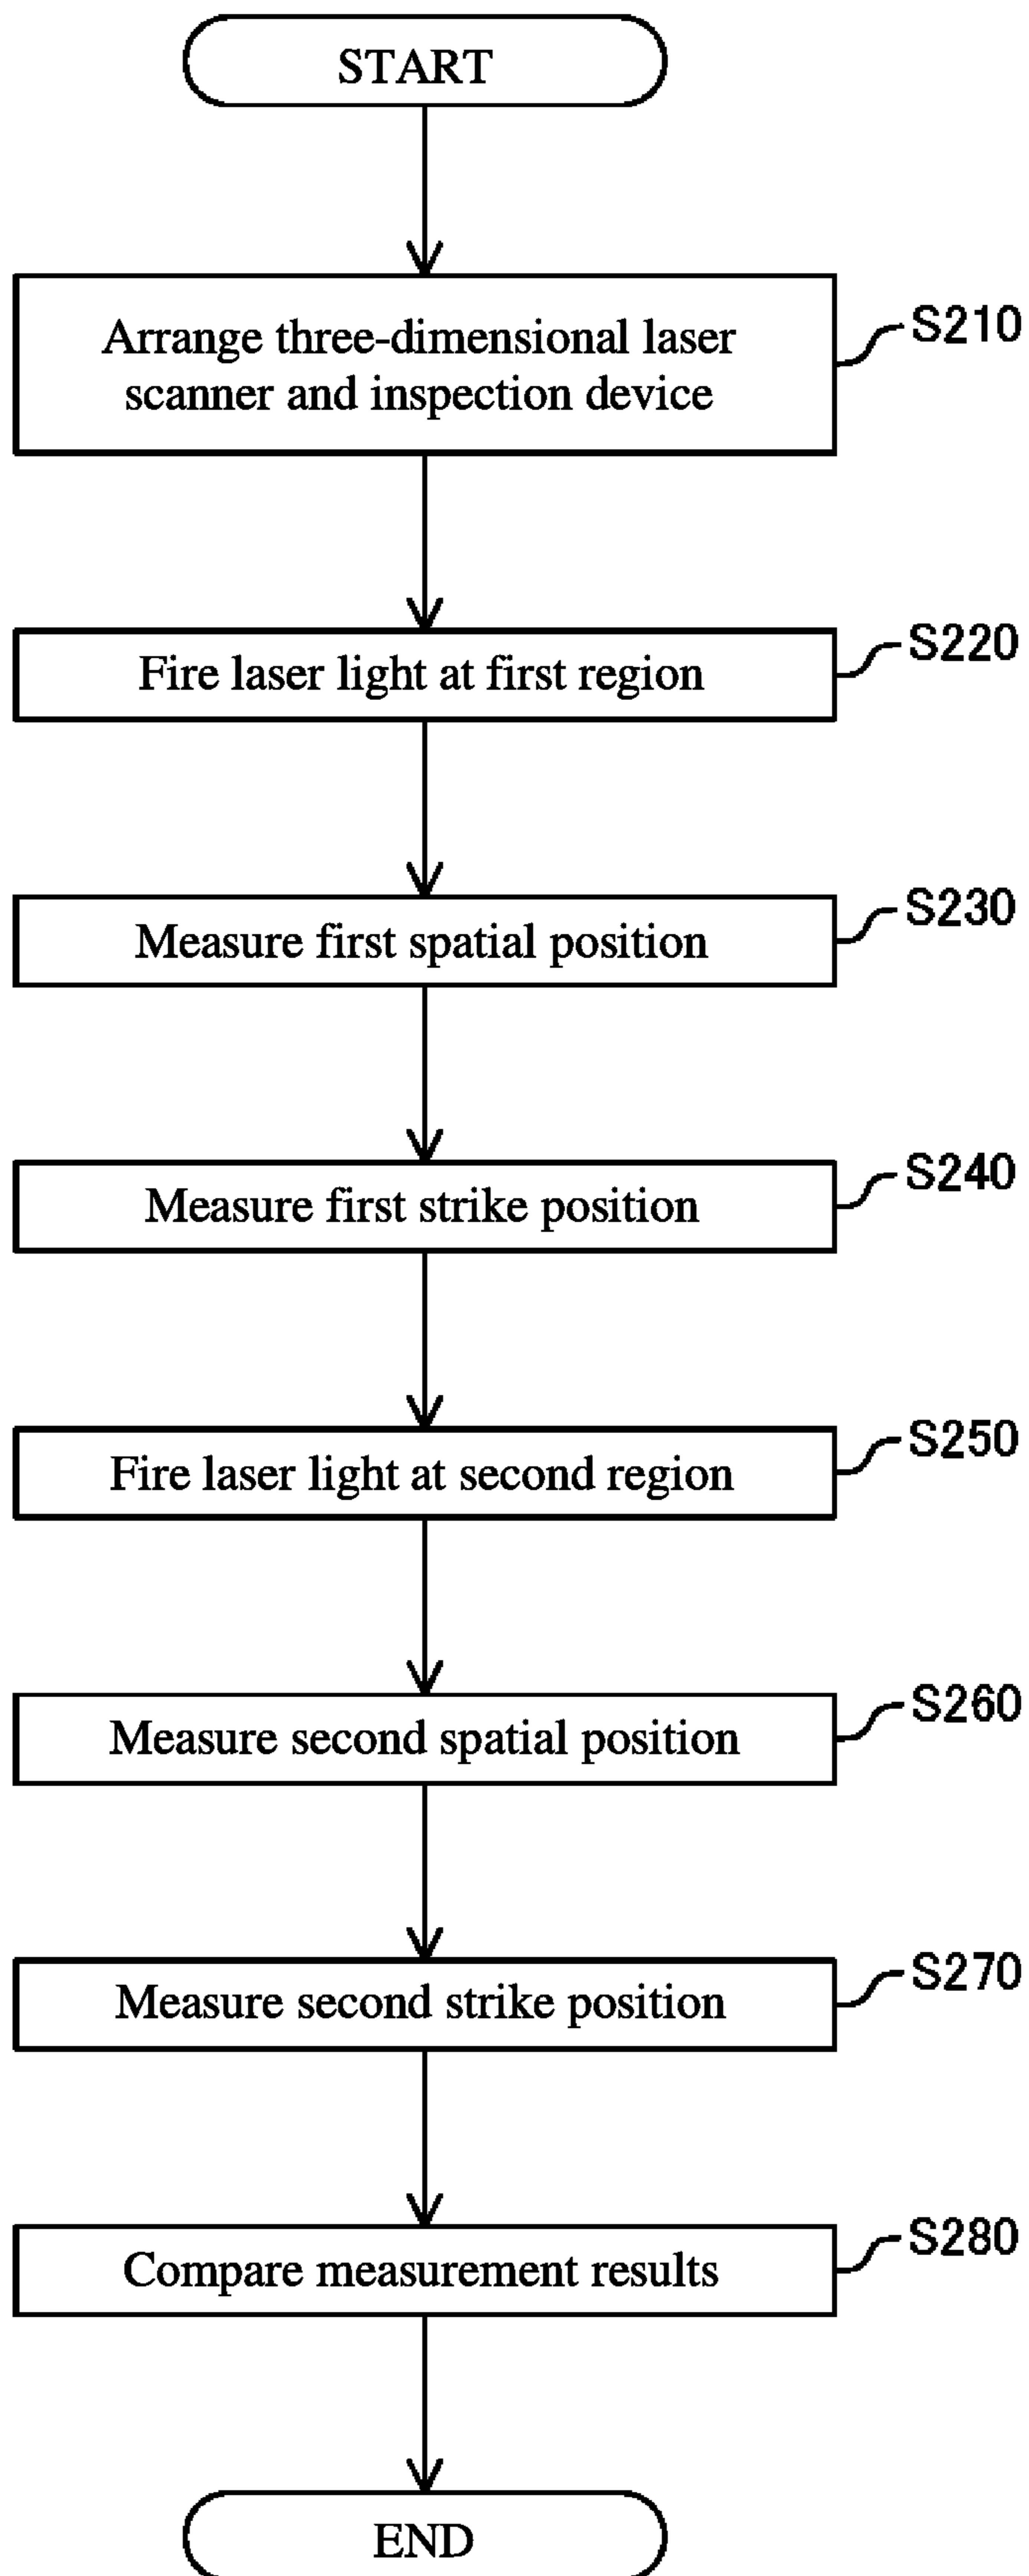 START
Arrange three-dimensional laser
scanner and inspection device
S210
Fire laser light at first region
S220
Measure first spatial position
S230
Measure first strike position
S240
Fire laser light at second region
S250
Measure second spatial position
S260
Measure second strike position
S270
Compare measurement results
S280
END